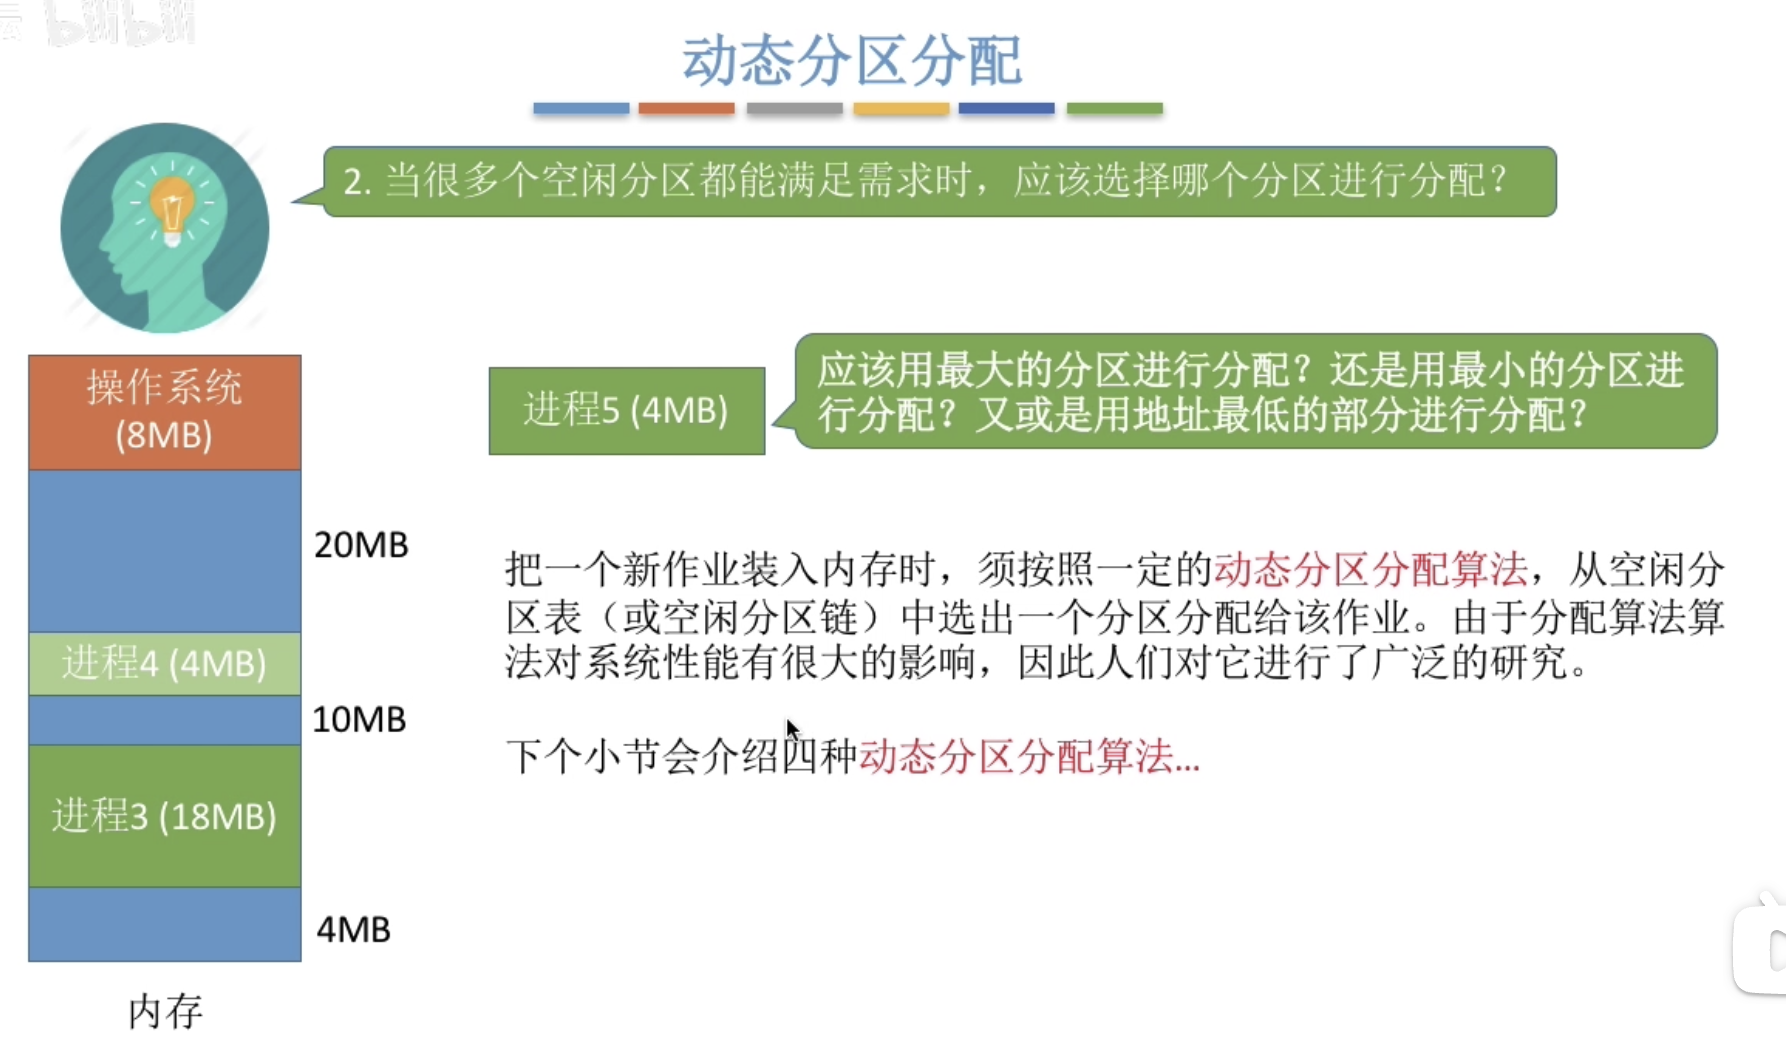 bilibili
动态分区分配
2. 当很多个空闲分区都能满足需求时，应该选择哪个分区进行分配？
操作系统
(8MB)
20MB
进程4 (4MB)
10MB
进程3 (18MB)
4MB
内存
进程5 (4MB)
应该用最大的分区进行分配？还是用最小的分区进
行分配？又或是用地址最低的部分进行分配？
把一个新作业装入内存时，须按照一定的动态分区分配算法，从空闲分
区表（或空闲分区链）中选出一个分区分配给该作业。由于分配算法算
法对系统性能有很大的影响，因此人们对它进行了广泛的研究。
下个小节会介绍四种动态分区分配算法...